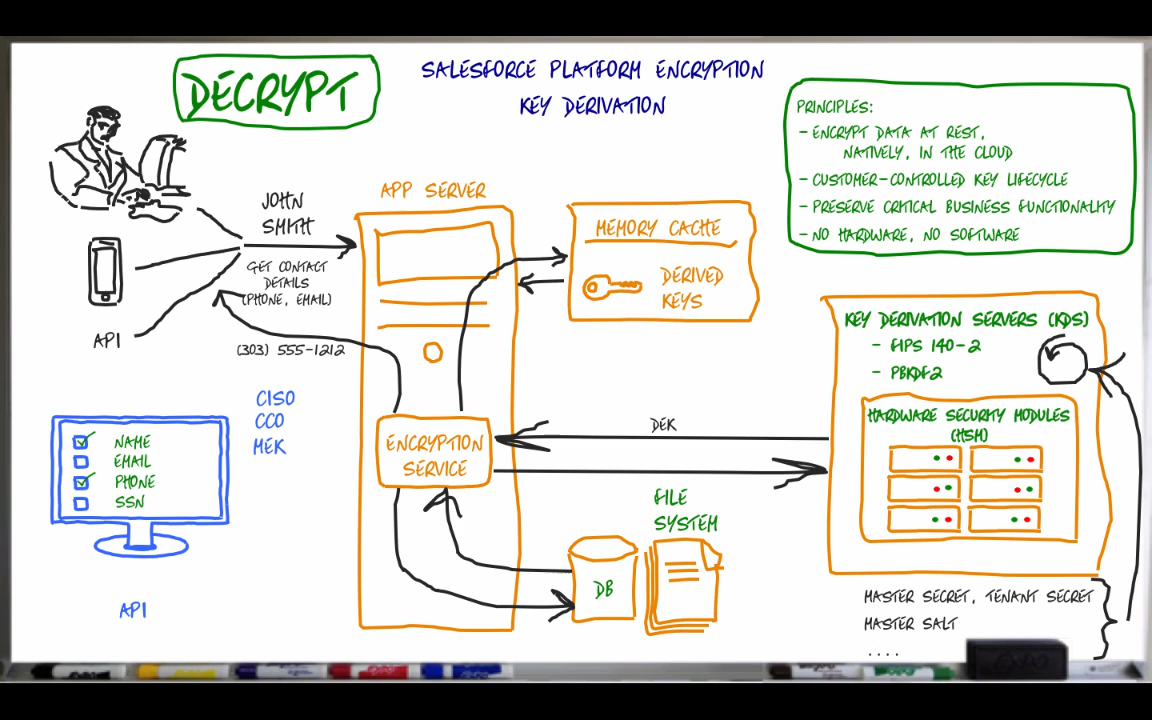 DECRYPT
SALESFORCE PLATFORM ENCRYPTION
KEY DERIVATION
PRINCIPLES:
- ENCRYPT DATA AT REST,
NATIVELY, IN THE CLOUD
- CUSTOMER-CONTROLLED KEY LIFECYCLE
- PRESERVE CRITICAL BUSINESS FUNCTIONALITY
- NO HARDWARE, NO SOFTWARE
JOHN
SMITH
GET CONTACT
DETAILS
(PHONE, EMAIL)
API
(303) 555-1212
APP SERVER
MEMORY CACHE
DERIVED
KEYS
KEY DERIVATION SERVERS (KDS)
- FIPS 140-2
- PBKDF2
HARDWARE SECURITY MODULES
(HSM)
CISO
CCO
MEK
NAME
EMAIL
PHONE
SSN
API
ENCRYPTION
SERVICE
DEK
FILE
SYSTEM
DB
MASTER SECRET, TENANT SECRET
MASTER SALT
....